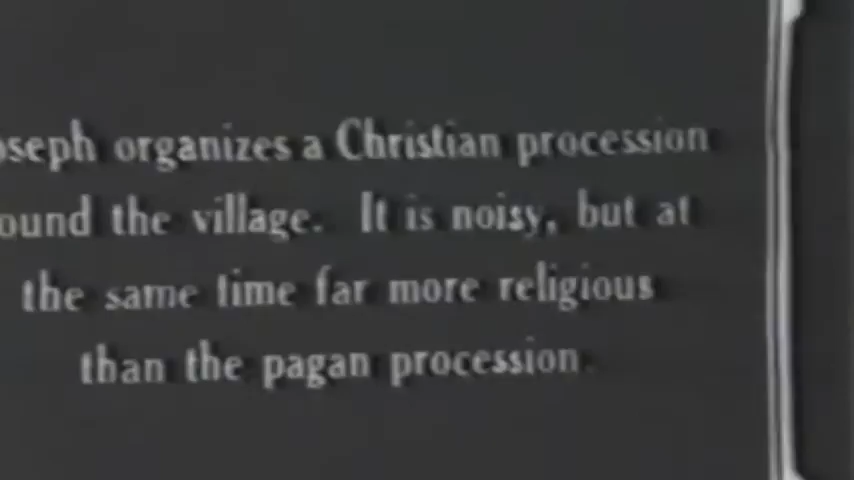 oseph organizes a Christian procession
ound the village. It is noisy, but at
the same time far more religious
than the pagan procession.